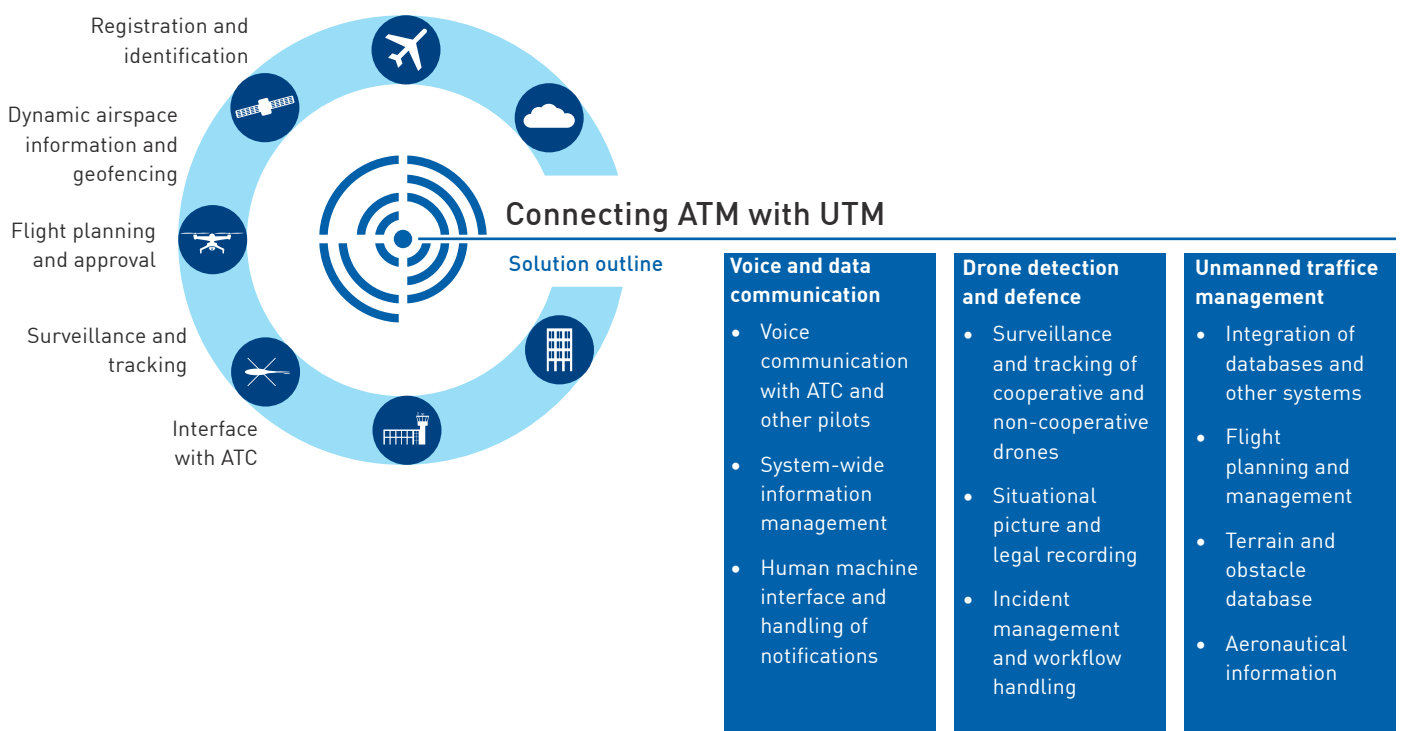 Registration and
identification
Dynamic airspace
information and
geofencing
Flight planning
and approval
Surveillance and
tracking
Interface
with ATC
Connecting ATM with UTM
Solution outline
Voice and data
communication
• Voice
communication
with ATC and
other pilots
• System-wide
information
management
• Human machine
interface and
handling of
notifications
Drone detection
and defence
• Surveillance
and tracking of
cooperative and
non-cooperative
drones
• Situational
picture and
legal recording
• Incident
management
and workflow
handling
Unmanned traffice
management
• Integration of
databases and
other systems
• Flight
planning and
management
• Terrain and
obstacle
database
• Aeronautical
information